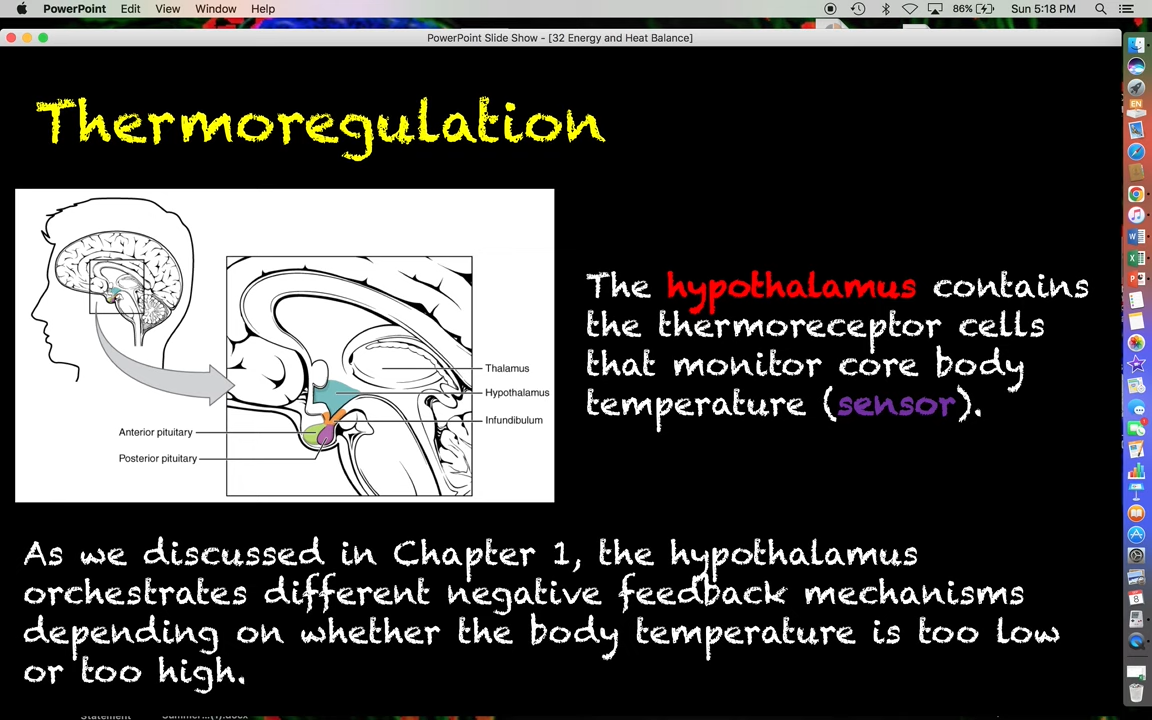 PowerPoint Edit View Window Help 86% Sun 5:18 PM
PowerPoint Slide Show - [32 Energy and Heat Balance]
Thermoregulation
Thalamus
Hypothalamus
Infundibulum
Anterior pituitary
Posterior pituitary
The hypothalamus contains
the thermoreceptor cells
that monitor core body
temperature (sensor).
As we discussed in Chapter 1, the hypothalamus
orchestrates different negative feedback mechanisms
depending on whether the body temperature is too low
or too high.